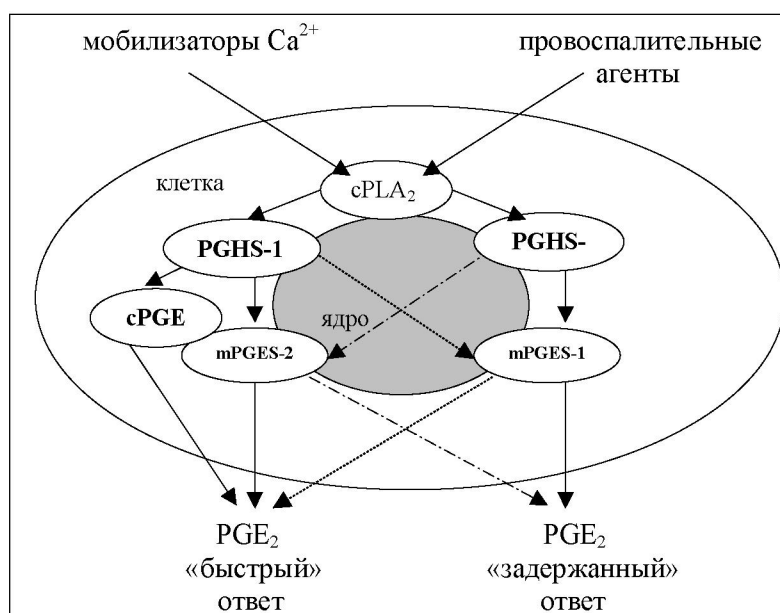 мобилизаторы Ca²⁺
провоспалительные
агенты
клетка
cPLA₂
PGHS-1
PGHS-
cPGE
ядро
mPGES-2
mPGES-1
PGE₂
«быстрый»
ответ
PGE₂
«задержанный»
ответ